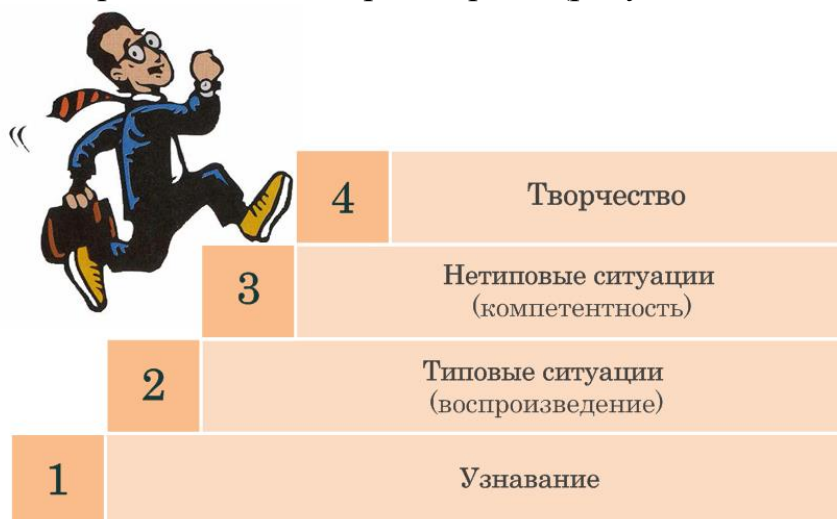 4
Творчество
3
Нетиповые ситуации
(компетентность)
2
Типовые ситуации
(воспроизведение)
1
Узнавание